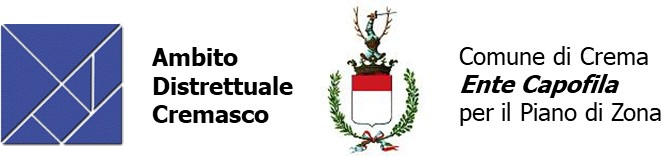 Ambito
Distrettuale
Cremasco
Comune di Crema
Ente Capofila
per il Piano di Zona